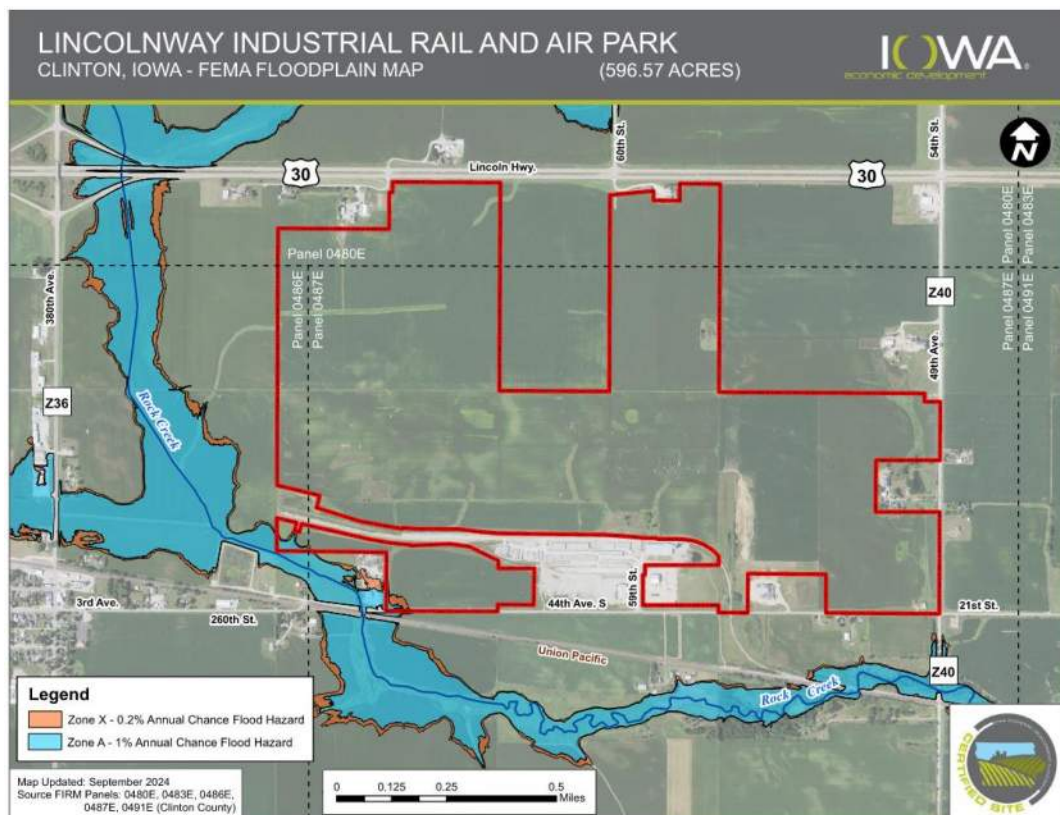 LINCOLNWAY INDUSTRIAL RAIL AND AIR PARK
CLINTON, IOWA - FEMA FLOODPLAIN MAP
(596.57 ACRES)
IOWA®
economic development
60th St.
54th St.
N
Lincoln Hwy.
30
30
Panel 0480E
Panel 0483E
Panel 0480E
Panel 0486E
Panel 0487E
Panel 0487E
Panel 0491E
380th Ave.
Z40
49th Ave.
Z36
Rock Creek
3rd Ave.
260th St.
44th Ave. S
59th St.
21st St.
Union Pacific
Z40
Rock Creek
Legend
Zone X - 0.2% Annual Chance Flood Hazard
Zone A - 1% Annual Chance Flood Hazard
Map Updated: September 2024
Source FIRM Panels: 0480E, 0483E, 0486E,
0487E, 0491E (Clinton County)
0 0.125 0.25 0.5
Miles
CERTIFIED SITE